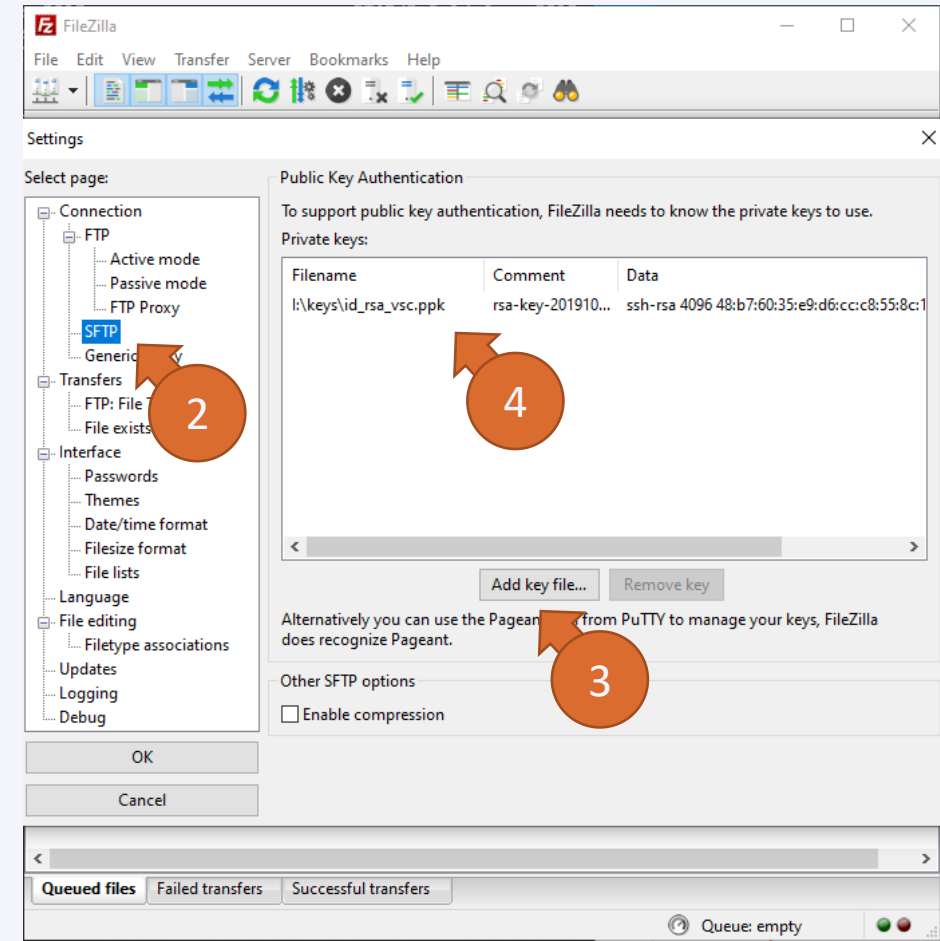 FileZilla
File Edit View Transfer Server Bookmarks Help
Settings
Select page:
Connection
FTP
Active mode
Passive mode
FTP Proxy
SFTP
Generic
Transfers
FTP: File
File exists
Interface
Passwords
Themes
Date/time format
Filesize format
File lists
Language
File editing
Filetype associations
Updates
Logging
Debug
OK
Cancel
2
Public Key Authentication
To support public key authentication, FileZilla needs to know the private keys to use.
Private keys:
Filename Comment Data
I:\keys\id_rsa_vsc.ppk rsa-key-201910... ssh-rsa 4096 48:b7:60:35:e9:d6:cc:c8:55:8c:1
4
Add key file... Remove key
Alternatively you can use the Pagean from PuTTY to manage your keys, FileZilla
does recognize Pageant.
3
Other SFTP options
Enable compression
Queued files Failed transfers Successful transfers
Queue: empty